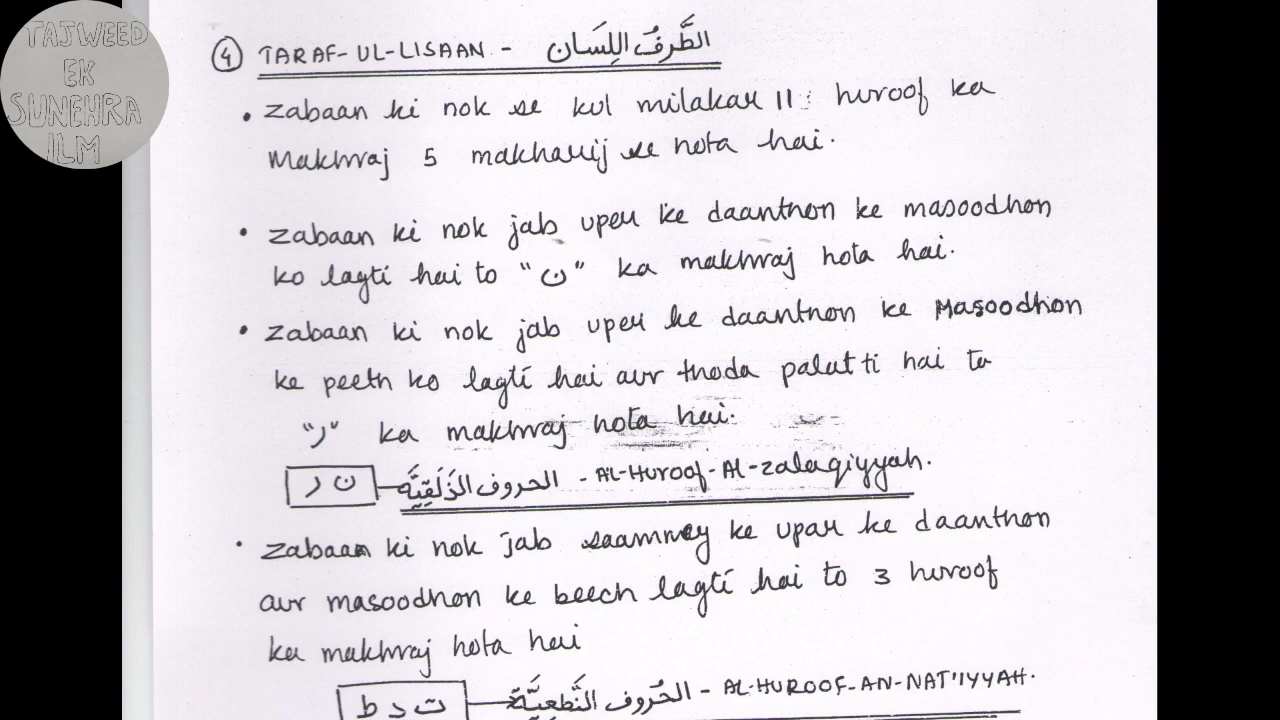 TAJWEED
EK
SUNEHRA
ILM
④ TARAF-UL-LISAAN - الطَّرفُ اللِسَان
• Zabaan ki nok se kul milakar 11 huroof ka
Makhraj 5 makharij se hota hai.
• Zabaan ki nok jab uper ke daanthon ke masoodhon
ko lagti hai to "ن" ka makhraj hota hai.
• Zabaan ki nok jab uper ke daanthon ke Masoodhon
ke peeth ko lagti hai aur thoda palat ti hai to
"ر" ka makhraj hota hai.
ن ر الحروف الذَلَقِيَّة - AL-Huroof-AL-Zalaqiyyah.
• Zabaan ki nok jab saamney ke upar ke daanthon
aur masoodhon ke beech lagti hai to 3 huroof
ka makhraj hota hai
ت د ط الحُروف النَّطعِيَّة - AL-HUROOF-AN-NAT'IYYAH.